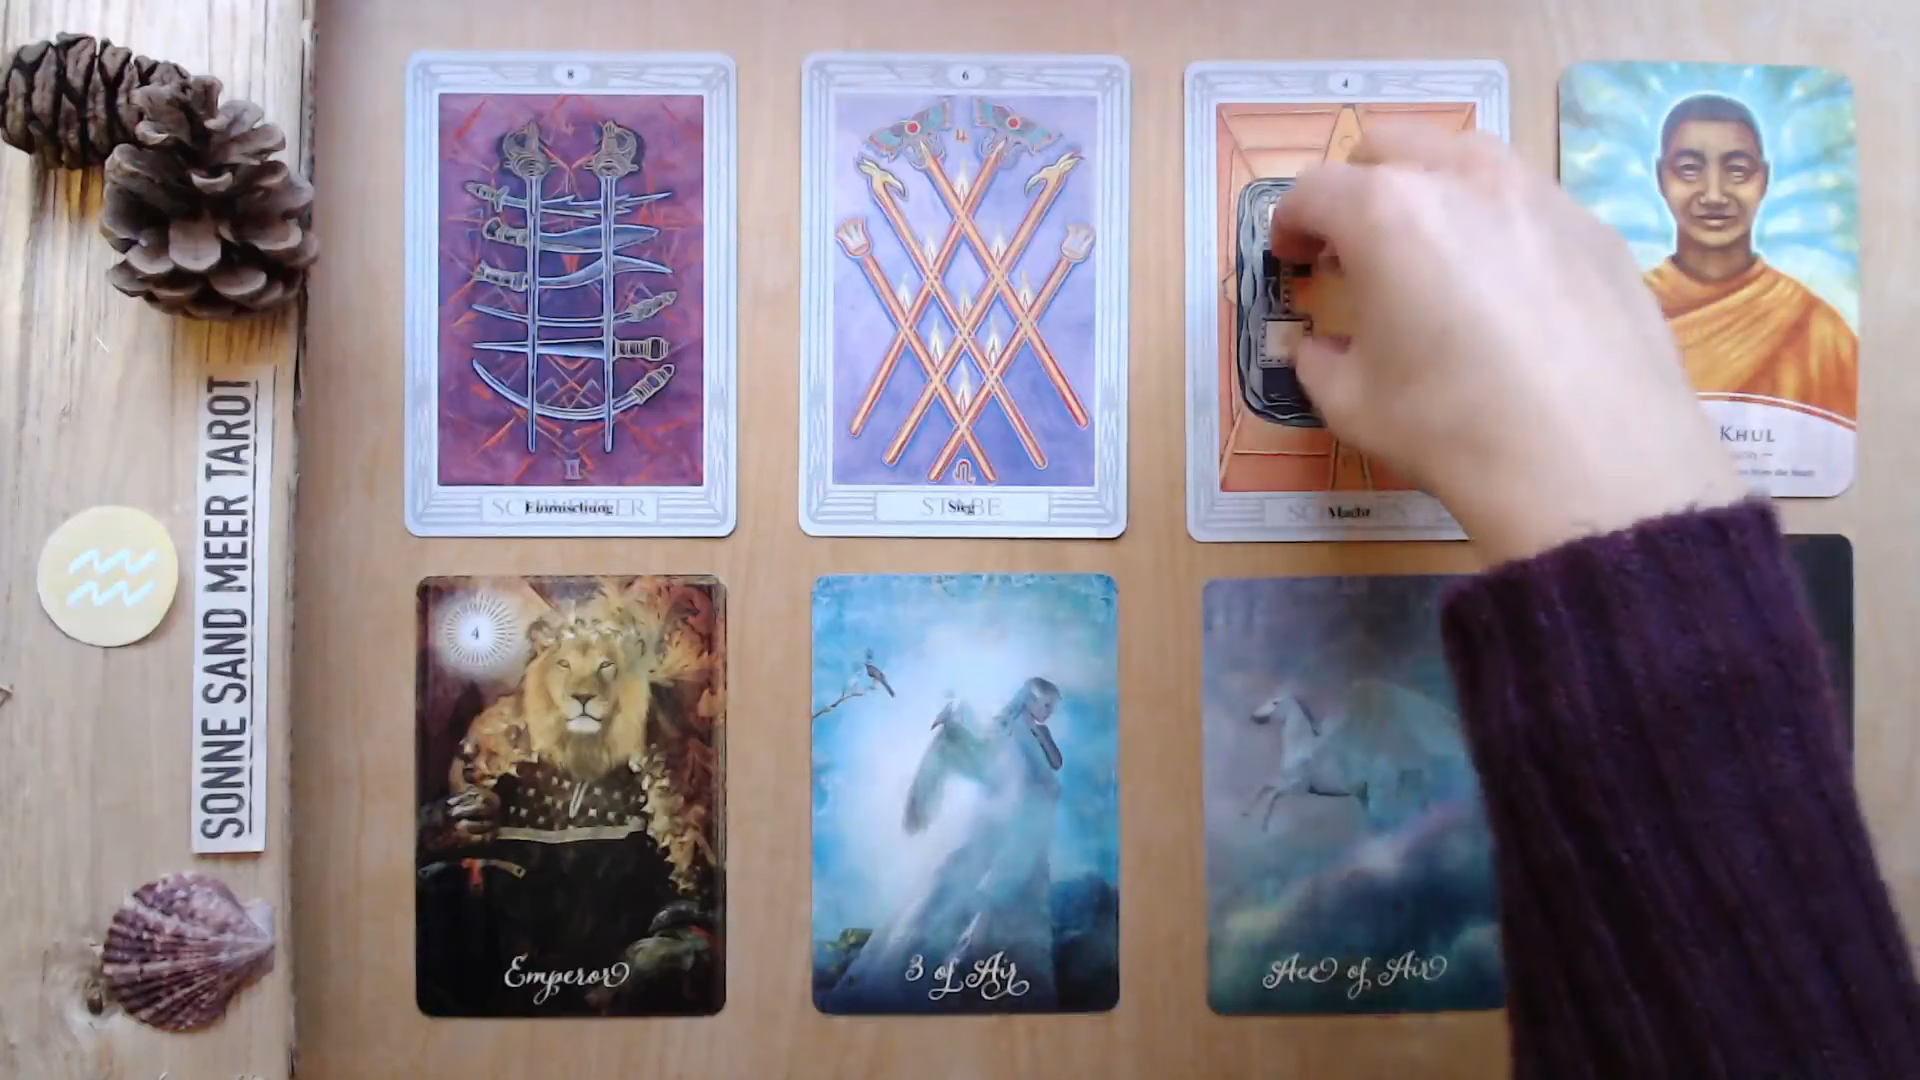 SONNE SAND MEER TAROT
8
Einmischung
6
STÄBE
Sieg
4
Macht
KHUL
4
Emperor
3 of Air
Ace of Air